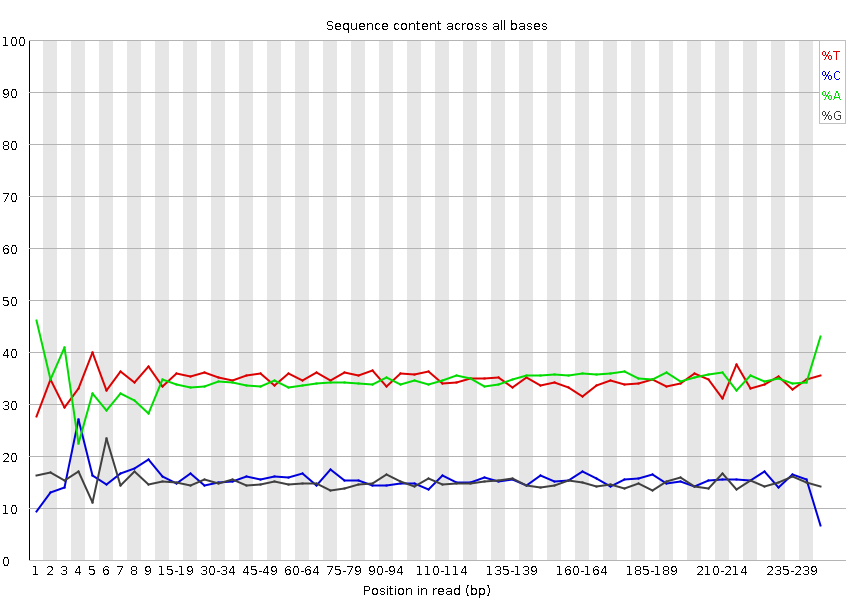 Sequence content across all bases
100
90
80
70
60
50
40
30
20
10
0
%T
%C
%A
%G
1 2 3 4 5 6 7 8 9 15-19 30-34 45-49 60-64 75-79 90-94 110-114 135-139 160-164 185-189 210-214 235-239
Position in read (bp)